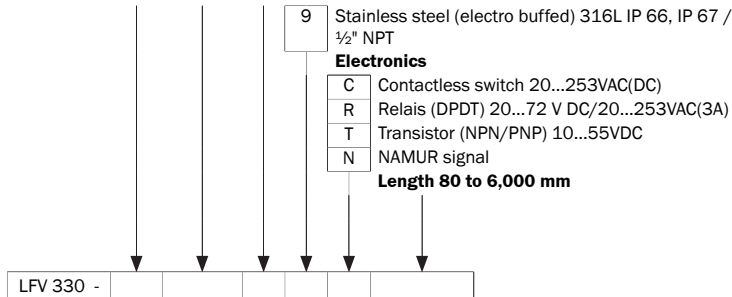 9 Stainless steel (electro buffed) 316L IP 66, IP 67 /
½" NPT
Electronics
C Contactless switch 20...253VAC(DC)
R Relais (DPDT) 20...72 V DC/20...253VAC(3A)
T Transistor (NPN/PNP) 10...55VDC
N NAMUR signal
Length 80 to 6,000 mm
LFV 330 -